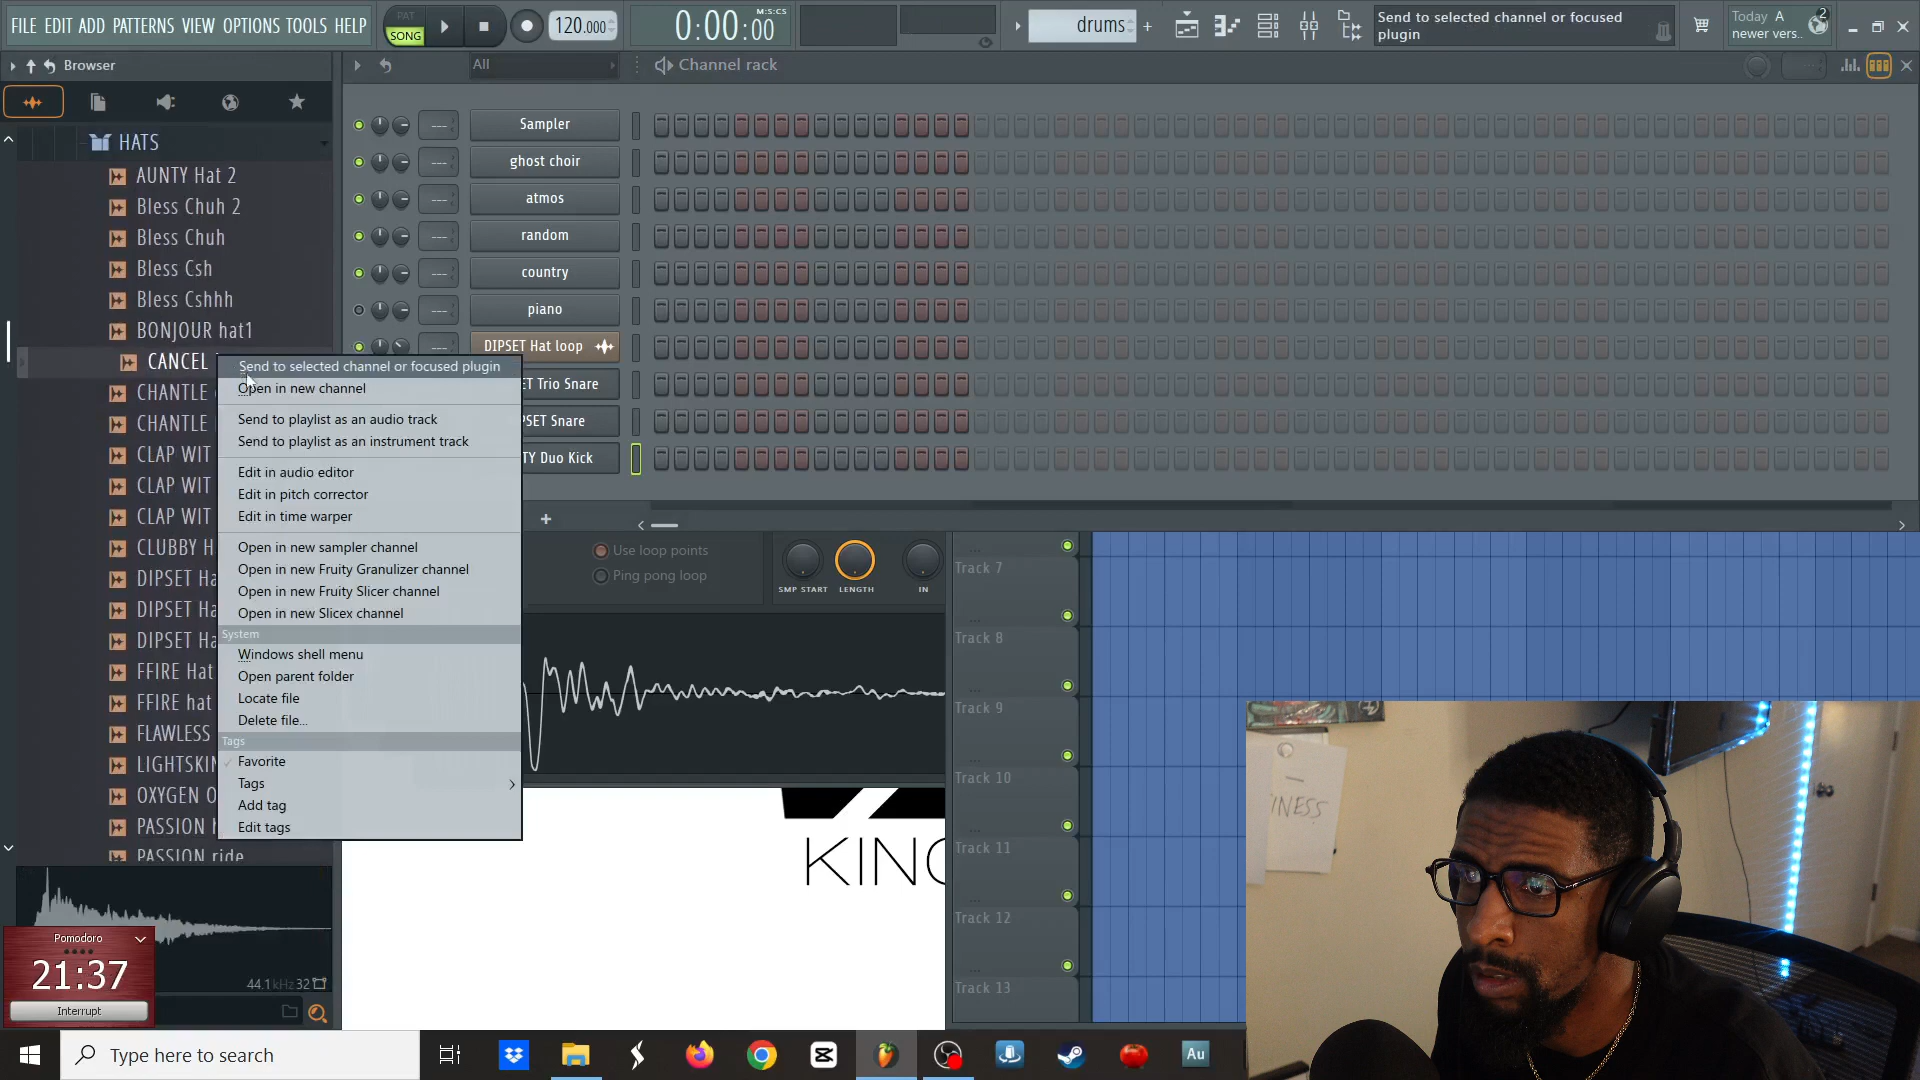 FILE EDIT ADD PATTERNS VIEW OPTIONS TOOLS HELP
PAT
SONG
120.000
0:00:00
M:S:CS
drums
Send to selected channel or focused
plugin
Today A
newer vers..
2
Browser
All
Channel rack
HATS
AUNTY Hat 2
Bless Chuh 2
Bless Chuh
Bless Csh
Bless Cshhh
BONJOUR hat1
CANCEL
CHANTLE
CHANTLE
CLAP WIT
CLAP WIT
CLAP WIT
CLUBBY H
DIPSET Ha
DIPSET Ha
DIPSET Ha
FFIRE Hat
FFIRE hat
FLAWLESS
LIGHTSKIN
OXYGEN O
PASSION
PASSION ride
Sampler
ghost choir
atmos
random
country
piano
DIPSET Hat loop
ET Trio Snare
PSET Snare
TY Duo Kick
Send to selected channel or focused plugin
Open in new channel
Send to playlist as an audio track
Send to playlist as an instrument track
Edit in audio editor
Edit in pitch corrector
Edit in time warper
Open in new sampler channel
Open in new Fruity Granulizer channel
Open in new Fruity Slicer channel
Open in new Slicex channel
System
Windows shell menu
Open parent folder
Locate file
Delete file...
Tags
Favorite
Tags
Add tag
Edit tags
Use loop points
Ping pong loop
SMP START
LENGTH
IN
Track 7
Track 8
Track 9
Track 10
Track 11
Track 12
Track 13
KING
INESS
Pomodoro
21:37
Interrupt
44.1kHz 32
Type here to search
Au